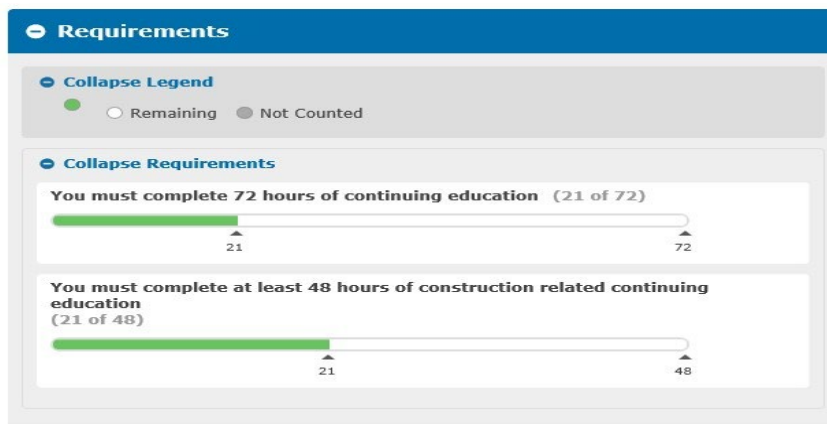 Requirements
Collapse Legend
Remaining Not Counted
Collapse Requirements
You must complete 72 hours of continuing education (21 of 72)
21 72
You must complete at least 48 hours of construction related continuing
education
(21 of 48)
21 48